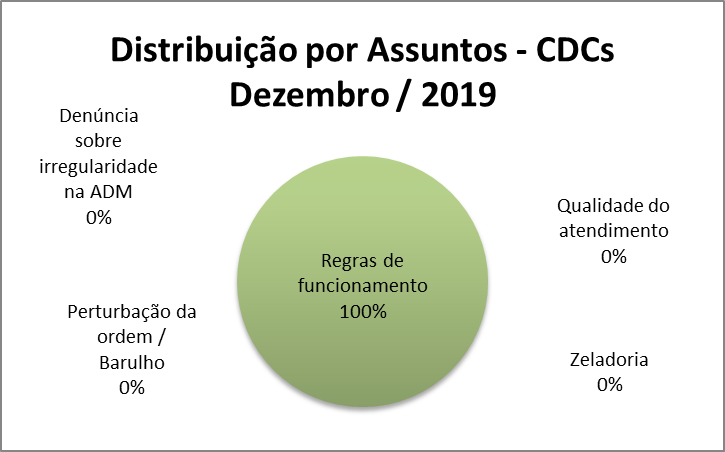 Distribuição por Assuntos - CDCs
Dezembro / 2019
Denúncia
sobre
irregularidade
na ADM
0%
Qualidade do
atendimento
0%
Regras de
funcionamento
100%
Perturbação da
ordem /
Barulho
0%
Zeladoria
0%